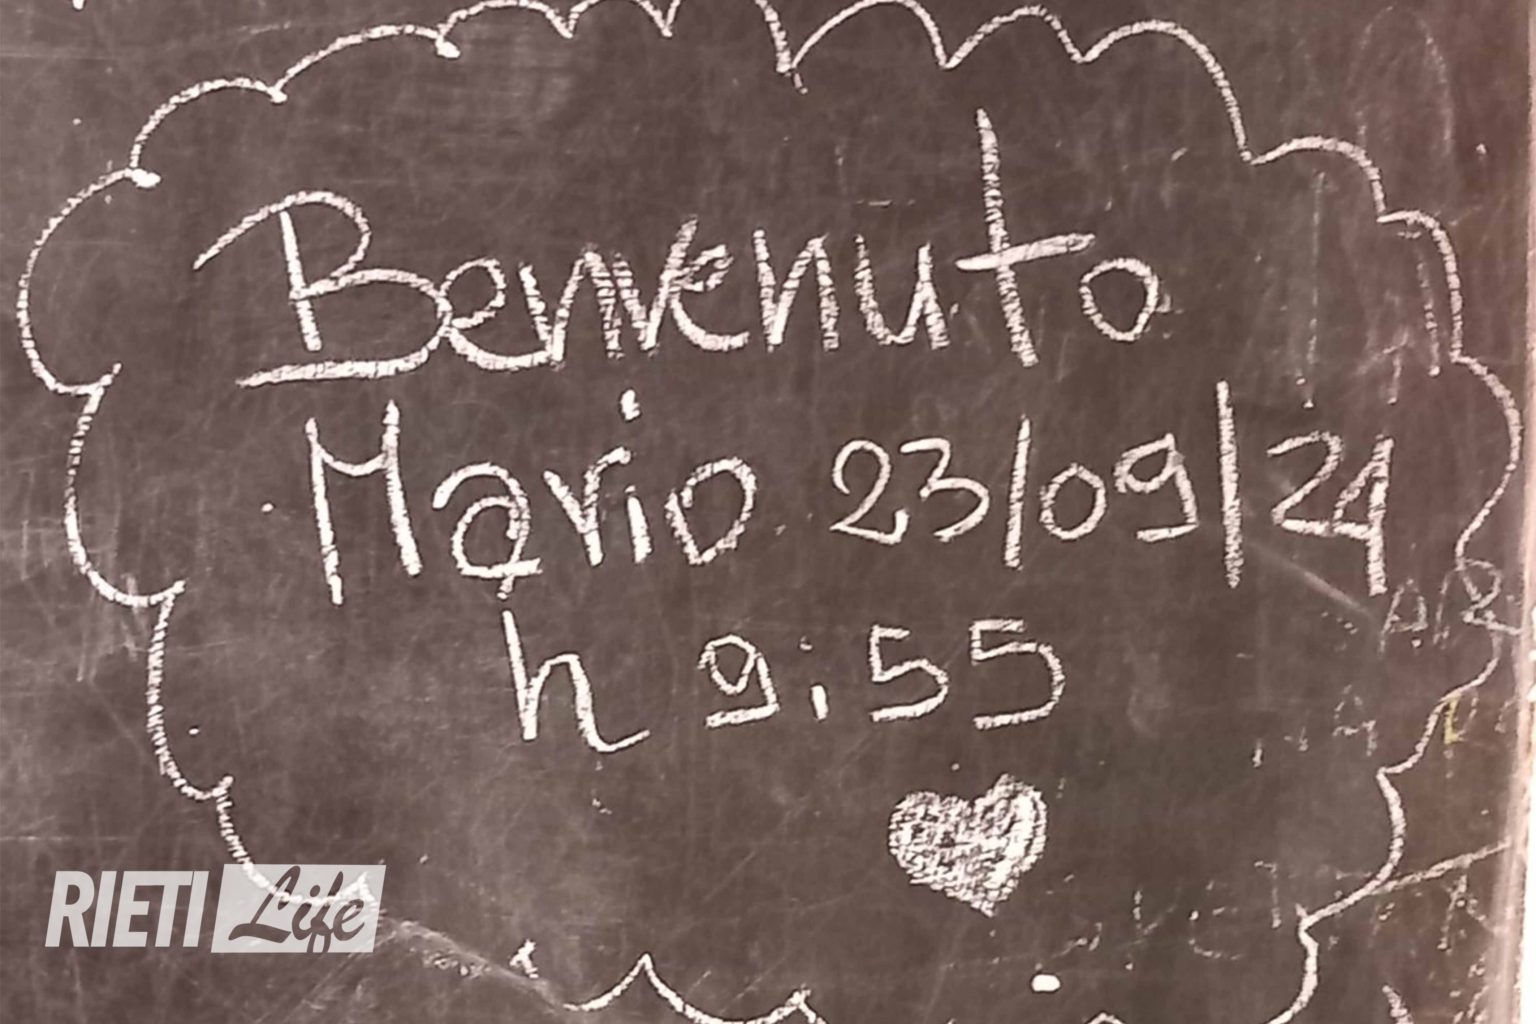 Benvenuto
Mario 23/09/24
h 9:55
RIETI Life